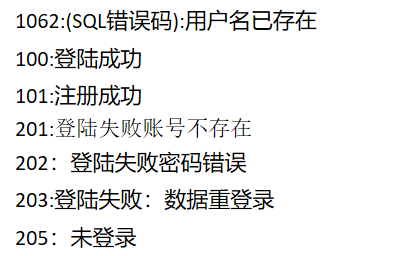 1062:(SQL错误码):用户名已存在
100:登陆成功
101:注册成功
201:登陆失败账号不存在
202：登陆失败密码错误
203:登陆失败：数据重登录
205：未登录